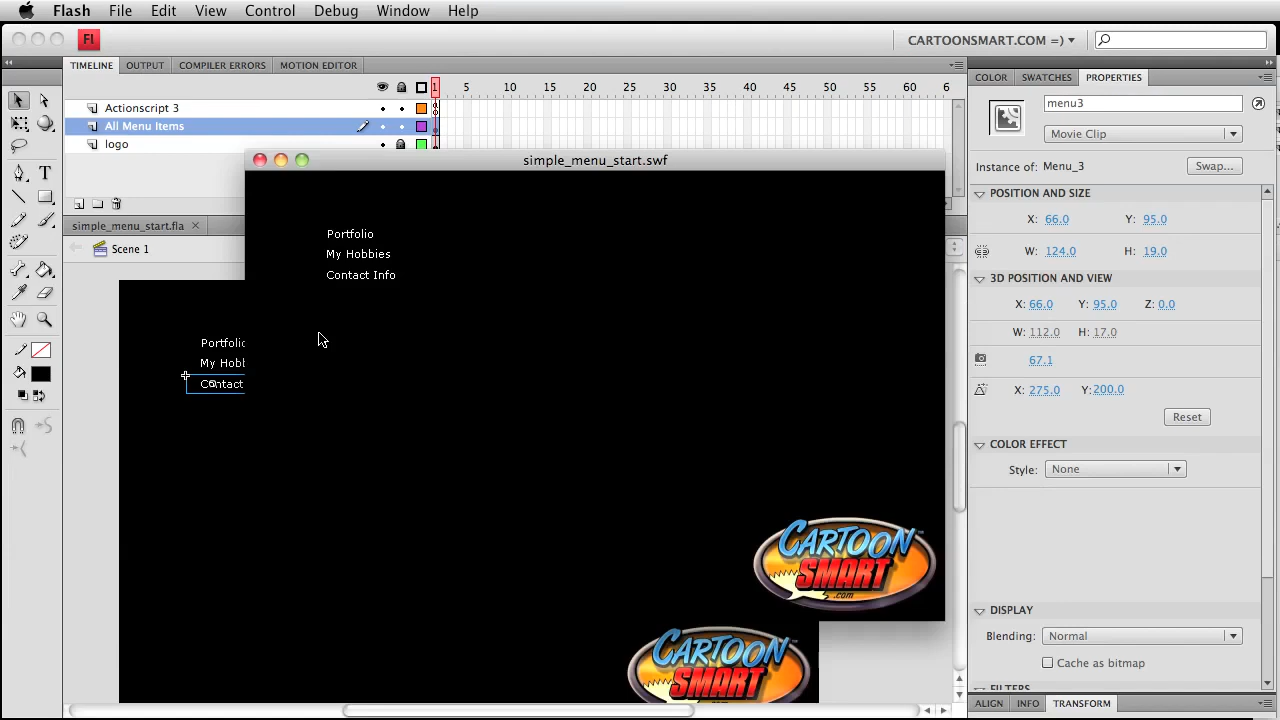 Flash File Edit View Control Debug Window Help
Fl CARTOONSMART.COM =)
TIMELINE OUTPUT COMPILER ERRORS MOTION EDITOR
COLOR SWATCHES PROPERTIES
1 5 10 15 20 25 30 35 40 45 50 55 60 6
Actionscript 3
All Menu Items
logo
menu3
Movie Clip
Instance of: Menu_3 Swap...
simple_menu_start.swf
POSITION AND SIZE
X: 66.0 Y: 95.0
W: 124.0 H: 19.0
3D POSITION AND VIEW
X: 66.0 Y: 95.0 Z: 0.0
W: 112.0 H: 17.0
67.1
X: 275.0 Y: 200.0
Reset
COLOR EFFECT
Style: None
DISPLAY
Blending: Normal
Cache as bitmap
FILTERS
ALIGN INFO TRANSFORM
simple_menu_start.fla
Scene 1
Portfolio
My Hobbies
Contact Info
Portfolio
My Hobb
Contact
CARTOON
SMART
.com
CARTOON
SMART
T